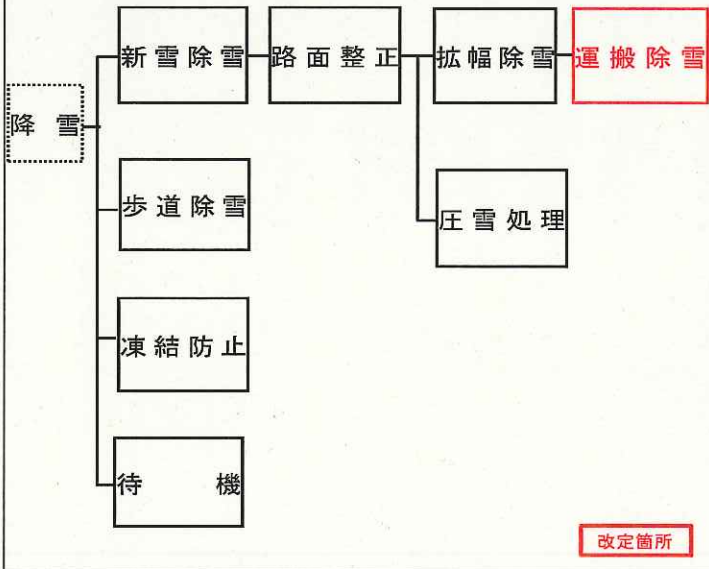 新雪除雪
路面整正
拡幅除雪
運搬除雪
降雪
歩道除雪
圧雪処理
凍結防止
待機
改定箇所